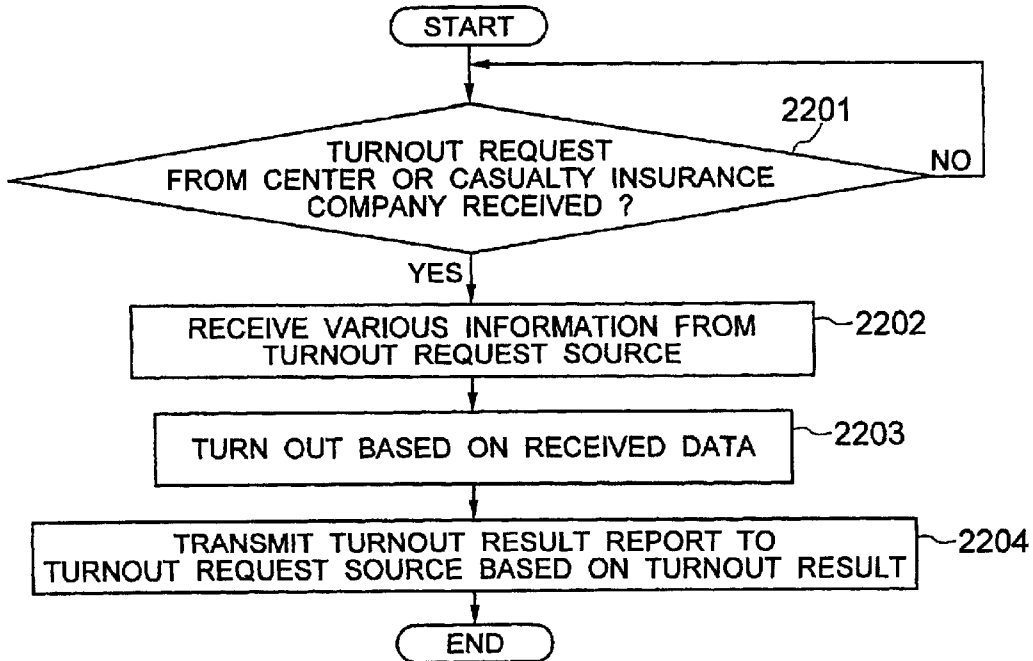 START
2201
TURNOUT REQUEST
FROM CENTER OR CASUALTY INSURANCE
COMPANY RECEIVED ?
NO
YES
RECEIVE VARIOUS INFORMATION FROM
TURNOUT REQUEST SOURCE
2202
TURN OUT BASED ON RECEIVED DATA
2203
TRANSMIT TURNOUT RESULT REPORT TO
TURNOUT REQUEST SOURCE BASED ON TURNOUT RESULT
2204
END